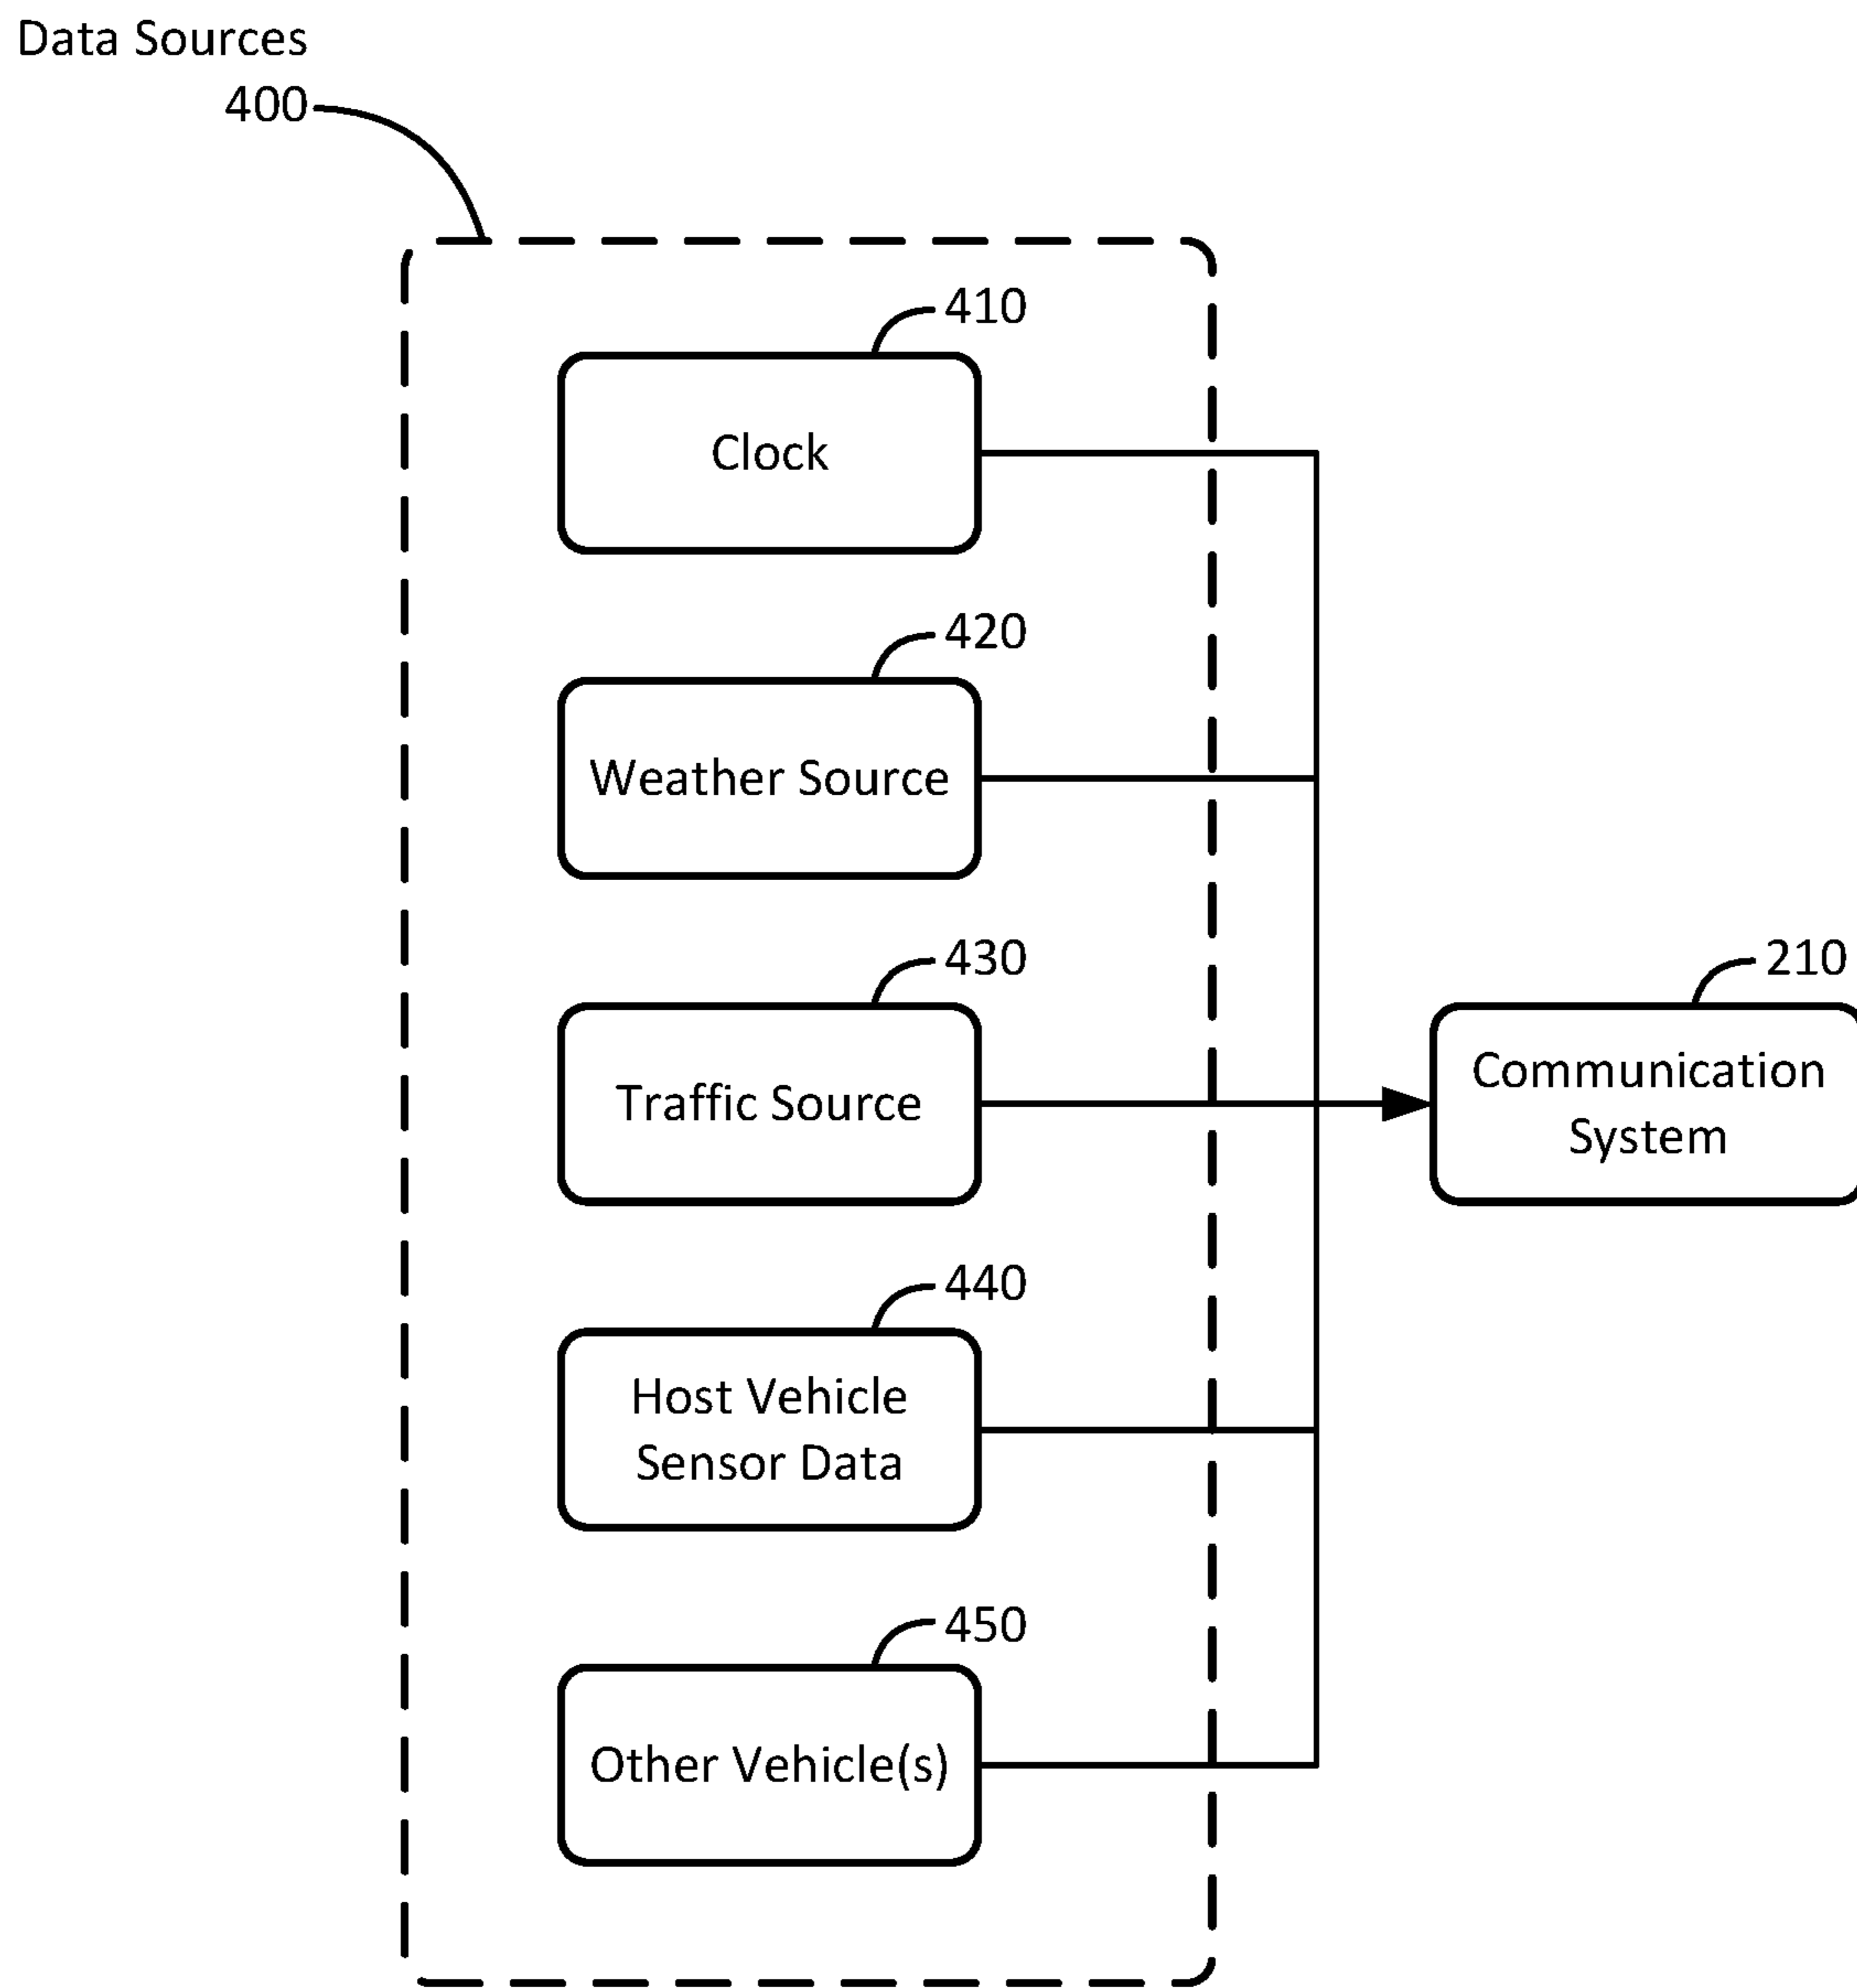 Data Sources
400
410
Clock
420
Weather Source
430
Traffic Source
210
Communication
System
440
Host Vehicle
Sensor Data
450
Other Vehicle(s)